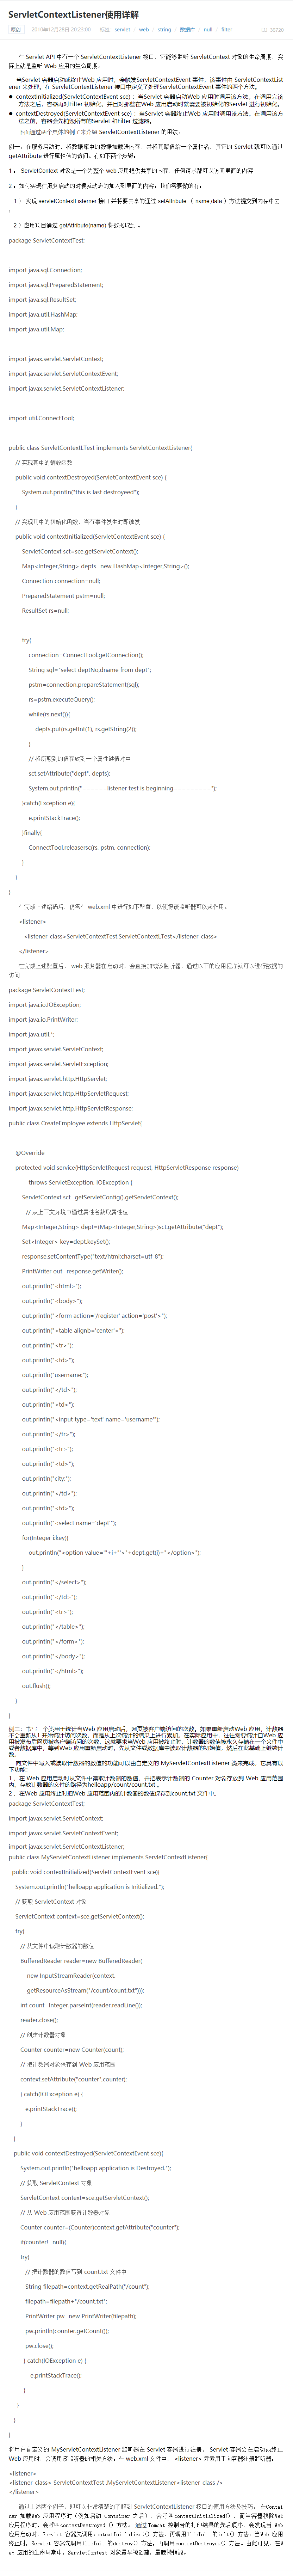 ServletContextListener使用详解
原创 2010年12月28日 20:23:00 标签：servlet / web / string / 数据库 / null / filter 56720
在 Servlet API 中有一个 ServletContextListener 接口，它能够监听 ServletContext 对象的生命周期，实
际上就是监听 Web 应用的生命周期。
当Servlet 容器启动或终止Web 应用时，会触发ServletContextEvent 事件，该事件由 ServletContextList
ener 来处理。在 ServletContextListener 接口中定义了处理ServletContextEvent 事件的两个方法。
● contextInitialized(ServletContextEvent sce) ：当Servlet 容器启动Web 应用时调用该方法。在调用完该
方法之后，容器再对Filter 初始化，并且对那些在Web 应用启动时就需要被初始化的Servlet 进行初始化。
● contextDestroyed(ServletContextEvent sce) ：当Servlet 容器终止Web 应用时调用该方法。在调用该方
法之前，容器会先销毁所有的Servlet 和Filter 过滤器。
下面通过两个具体的例子来介绍 ServletContextListener 的用法。
例一：在服务启动时，将数据库中的数据加载进内存，并将其赋值给一个属性名，其它的 Servlet 就可以通过
getAttribute 进行属性值的访问。有如下两个步骤：
1 ： ServletContext 对象是一个为整个 web 应用提供共享的内存，任何请求都可以访问里面的内容
2 ：如何实现在服务启动的时候就动态的加入到里面的内容：我们需要做的有：
1 ） 实现 servletContextListerner 接口 并将要共享的通过 setAttribute （ name,data ）方法提交到内存中去
；
2 ）应用项目通过 getAttribute(name) 将数据取到 。
package ServletContextTest;
import java.sql.Connection;
import java.sql.PreparedStatement;
import java.sql.ResultSet;
import java.util.HashMap;
import java.util.Map;
import javax.servlet.ServletContext;
import javax.servlet.ServletContextEvent;
import javax.servlet.ServletContextListener;
import util.ConnectTool;
public class ServletContextLTest implements ServletContextListener{
// 实现其中的销毁函数
public void contextDestroyed(ServletContextEvent sce) {
System.out.println("this is last destroyeed");
}
// 实现其中的初始化函数，当有事件发生时即触发
public void contextInitialized(ServletContextEvent sce) {
ServletContext sct=sce.getServletContext();
Map<Integer,String> depts=new HashMap<Integer,String>();
Connection connection=null;
PreparedStatement pstm=null;
ResultSet rs=null;
try{
connection=ConnectTool.getConnection();
String sql="select deptNo,dname from dept";
pstm=connection.prepareStatement(sql);
rs=pstm.executeQuery();
while(rs.next()){
depts.put(rs.getInt(1), rs.getString(2));
}
// 将所取到的值存放到一个属性键值对中
sct.setAttribute("dept", depts);
System.out.println("======listener test is beginning=========");
}catch(Exception e){
e.printStackTrace();
}finally{
ConnectTool.releasersc(rs, pstm, connection);
}
}
}
在完成上述编码后，仍需在 web.xml 中进行如下配置，以使得该监听器可以起作用。
<listener>
<listener-class>ServletContextTest.ServletContextLTest</listener-class>
</listener>
在完成上述配置后， web 服务器在启动时，会直接加载该监听器，通过以下的应用程序就可以进行数据的
访问。
package ServletContextTest;
import java.io.IOException;
import java.io.PrintWriter;
import java.util.*;
import javax.servlet.ServletContext;
import javax.servlet.ServletException;
import javax.servlet.http.HttpServlet;
import javax.servlet.http.HttpServletRequest;
import javax.servlet.http.HttpServletResponse;
public class CreateEmployee extends HttpServlet{
@Override
protected void service(HttpServletRequest request, HttpServletResponse response)
throws ServletException, IOException {
ServletContext sct=getServletConfig().getServletContext();
// 从上下文环境中通过属性名获取属性值
Map<Integer,String> dept=(Map<Integer,String>)sct.getAttribute("dept");
Set<Integer> key=dept.keySet();
response.setContentType("text/html;charset=utf-8");
PrintWriter out=response.getWriter();
out.println("<html>");
out.println("<body>");
out.println("<form action='/register' action='post'>");
out.println("<table alignb='center'>");
out.println("<tr>");
out.println("<td>");
out.println("username:");
out.println("</td>");
out.println("<td>");
out.println("<input type='text' name='username'");
out.println("</tr>");
out.println("<tr>");
out.println("<td>");
out.println("city:");
out.println("</td>");
out.println("<td>");
out.println("<select name='dept'");
for(Integer i:key){
out.println("<option value='"+i+"'>"+dept.get(i)+"</option>");
}
out.println("</select>");
out.println("</td>");
out.println("<tr>");
out.println("</table>");
out.println("</form>");
out.println("</body>");
out.println("</html>");
out.flush();
}
}
例二：书写一个类用于统计当Web 应用启动后，网页被客户端访问的次数。如果重新启动Web 应用，计数器
不会重新从1 开始统计访问次数，而是从上次统计的结果上进行累加。在实际应用中，往往需要统计自Web 应
用被发布后网页被客户端访问的次数，这就要求当Web 应用被终止时，计数器的数值被永久存储在一个文件中
或者数据库中，等到Web 应用重新启动时，先从文件或数据库中读取计数器的初始值，然后在此基础上继续计
数。
向文件中写入或读取计数器的数值的功能可以由自定义的 MyServletContextListener 类来完成，它具有以
下功能：
1 、在 Web 应用启动时从文件中读取计数器的数值，并把表示计数器的 Counter 对象存放到 Web 应用范围
内。存放计数器的文件的路径为helloapp/count/count.txt 。
2 、在Web 应用终止时把Web 应用范围内的计数器的数值保存到count.txt 文件中。
package ServletContextTest;
import javax.servlet.ServletContext;
import javax.servlet.ServletContextEvent;
import javax.servlet.ServletContextListener;
public class MyServletContextListener implements ServletContextListener{
public void contextInitialized(ServletContextEvent sce){
System.out.println("helloapp application is Initialized.");
// 获取 ServletContext 对象
ServletContext context=sce.getServletContext();
try{
// 从文件中读取计数器的数值
BufferedReader reader=new BufferedReader(
new InputStreamReader(context.
getResourceAsStream("/count/count.txt")));
int count=Integer.parseInt(reader.readLine());
reader.close();
// 创建计数器对象
Counter counter=new Counter(count);
// 把计数器对象保存到 Web 应用范围
context.setAttribute("counter",counter);
} catch(IOException e) {
e.printStackTrace();
}
}
public void contextDestroyed(ServletContextEvent sce){
System.out.println("helloapp application is Destroyed.");
// 获取 ServletContext 对象
ServletContext context=sce.getServletContext();
// 从 Web 应用范围获得计数器对象
Counter counter=(Counter)context.getAttribute("counter");
if(counter!=null){
try{
// 把计数器的数值写到 count.txt 文件中
String filepath=context.getRealPath("/count");
filepath=filepath+"/count.txt";
PrintWriter pw=new PrintWriter(filepath);
pw.println(counter.getCount());
pw.close();
} catch(IOException e) {
e.printStackTrace();
}
}
}
}
将用户自定义的 MyServletContextListener 监听器在 Servlet 容器进行注册， Servlet 容器会在启动或终止
Web 应用时，会调用该监听器的相关方法。在 web.xml 文件中， <listener> 元素用于向容器注册监听器：
<listener>
<listener-class> ServletContextTest .MyServletContextListener<listener-class />
</listener>
通过上述两个例子，即可以非常清楚的了解到 ServletContextListener 接口的使用方法及技巧。 在Contai
ner 加载Web 应用程序时（例如启动 Container 之后），会呼叫contextInitialized() ，而当容器移除Web
应用程序时，会呼叫contextDestroyed () 方法。 通过 Tomcat 控制台的打印结果的先后顺序，会发现当 Web
应用启动时，Servlet 容器先调用contextInitialized() 方法，再调用lifeInit 的init() 方法；当Web 应用
终止时，Servlet 容器先调用lifeInit 的destroy() 方法，再调用contextDestroyed() 方法。由此可见，在W
eb 应用的生命周期中，ServletContext 对象最早被创建，最晚被销毁。